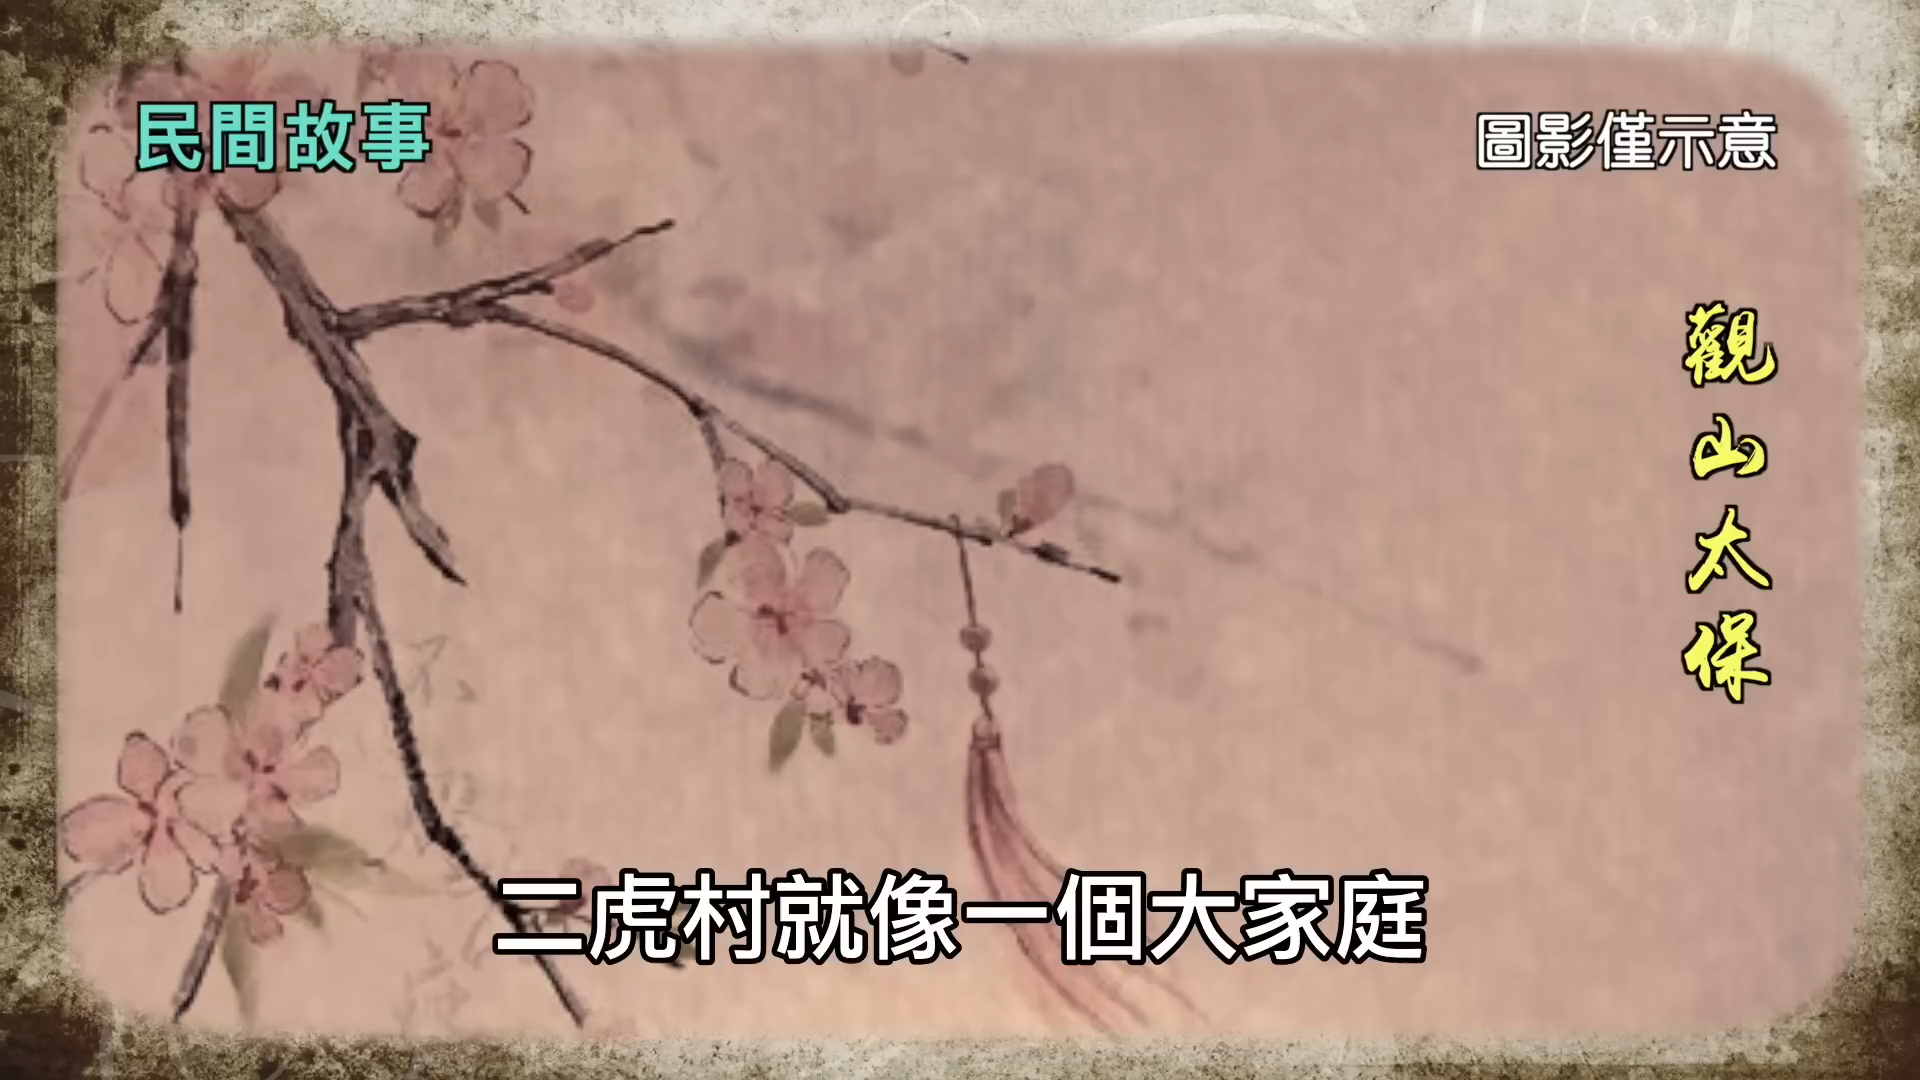 民間故事
圖影僅示意
觀山太保
二虎村就像一個大家庭